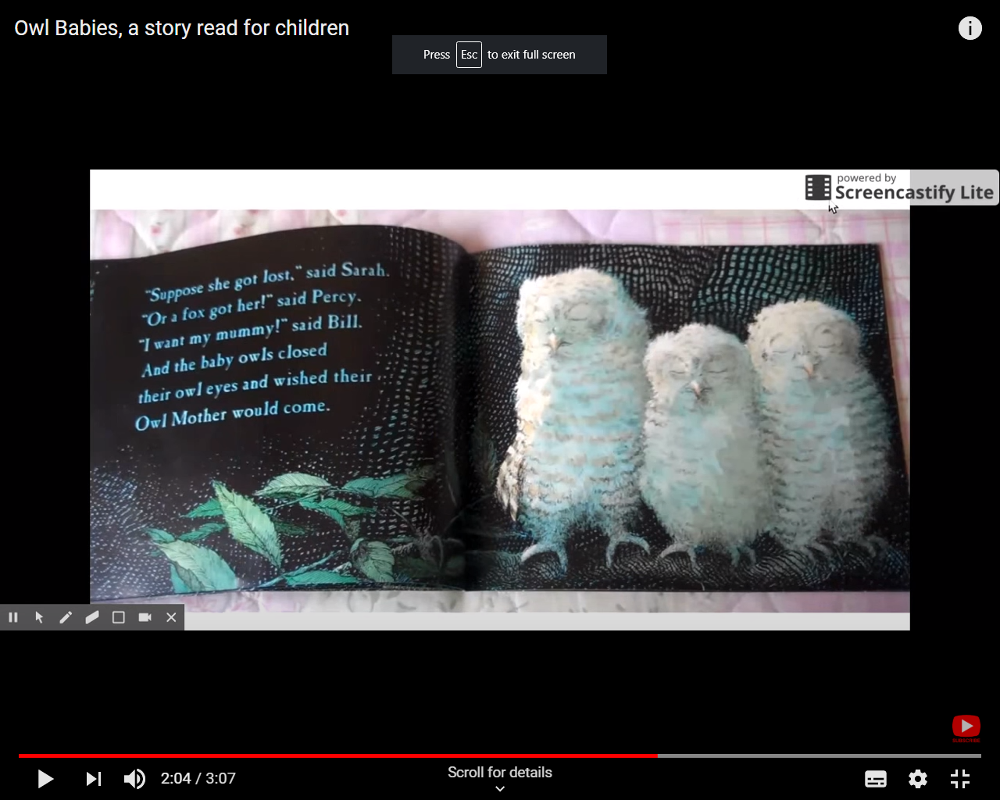 Owl Babies, a story read for children
Press Esc to exit full screen
powered by
Screencastify Lite
"Suppose she got lost," said Sarah.
"Or a fox got her!" said Percy.
"I want my mummy!" said Bill.
And the baby owls closed
their owl eyes and wished their
Owl Mother would come.
SUBSCRIBE
2:04 / 3:07
Scroll for details